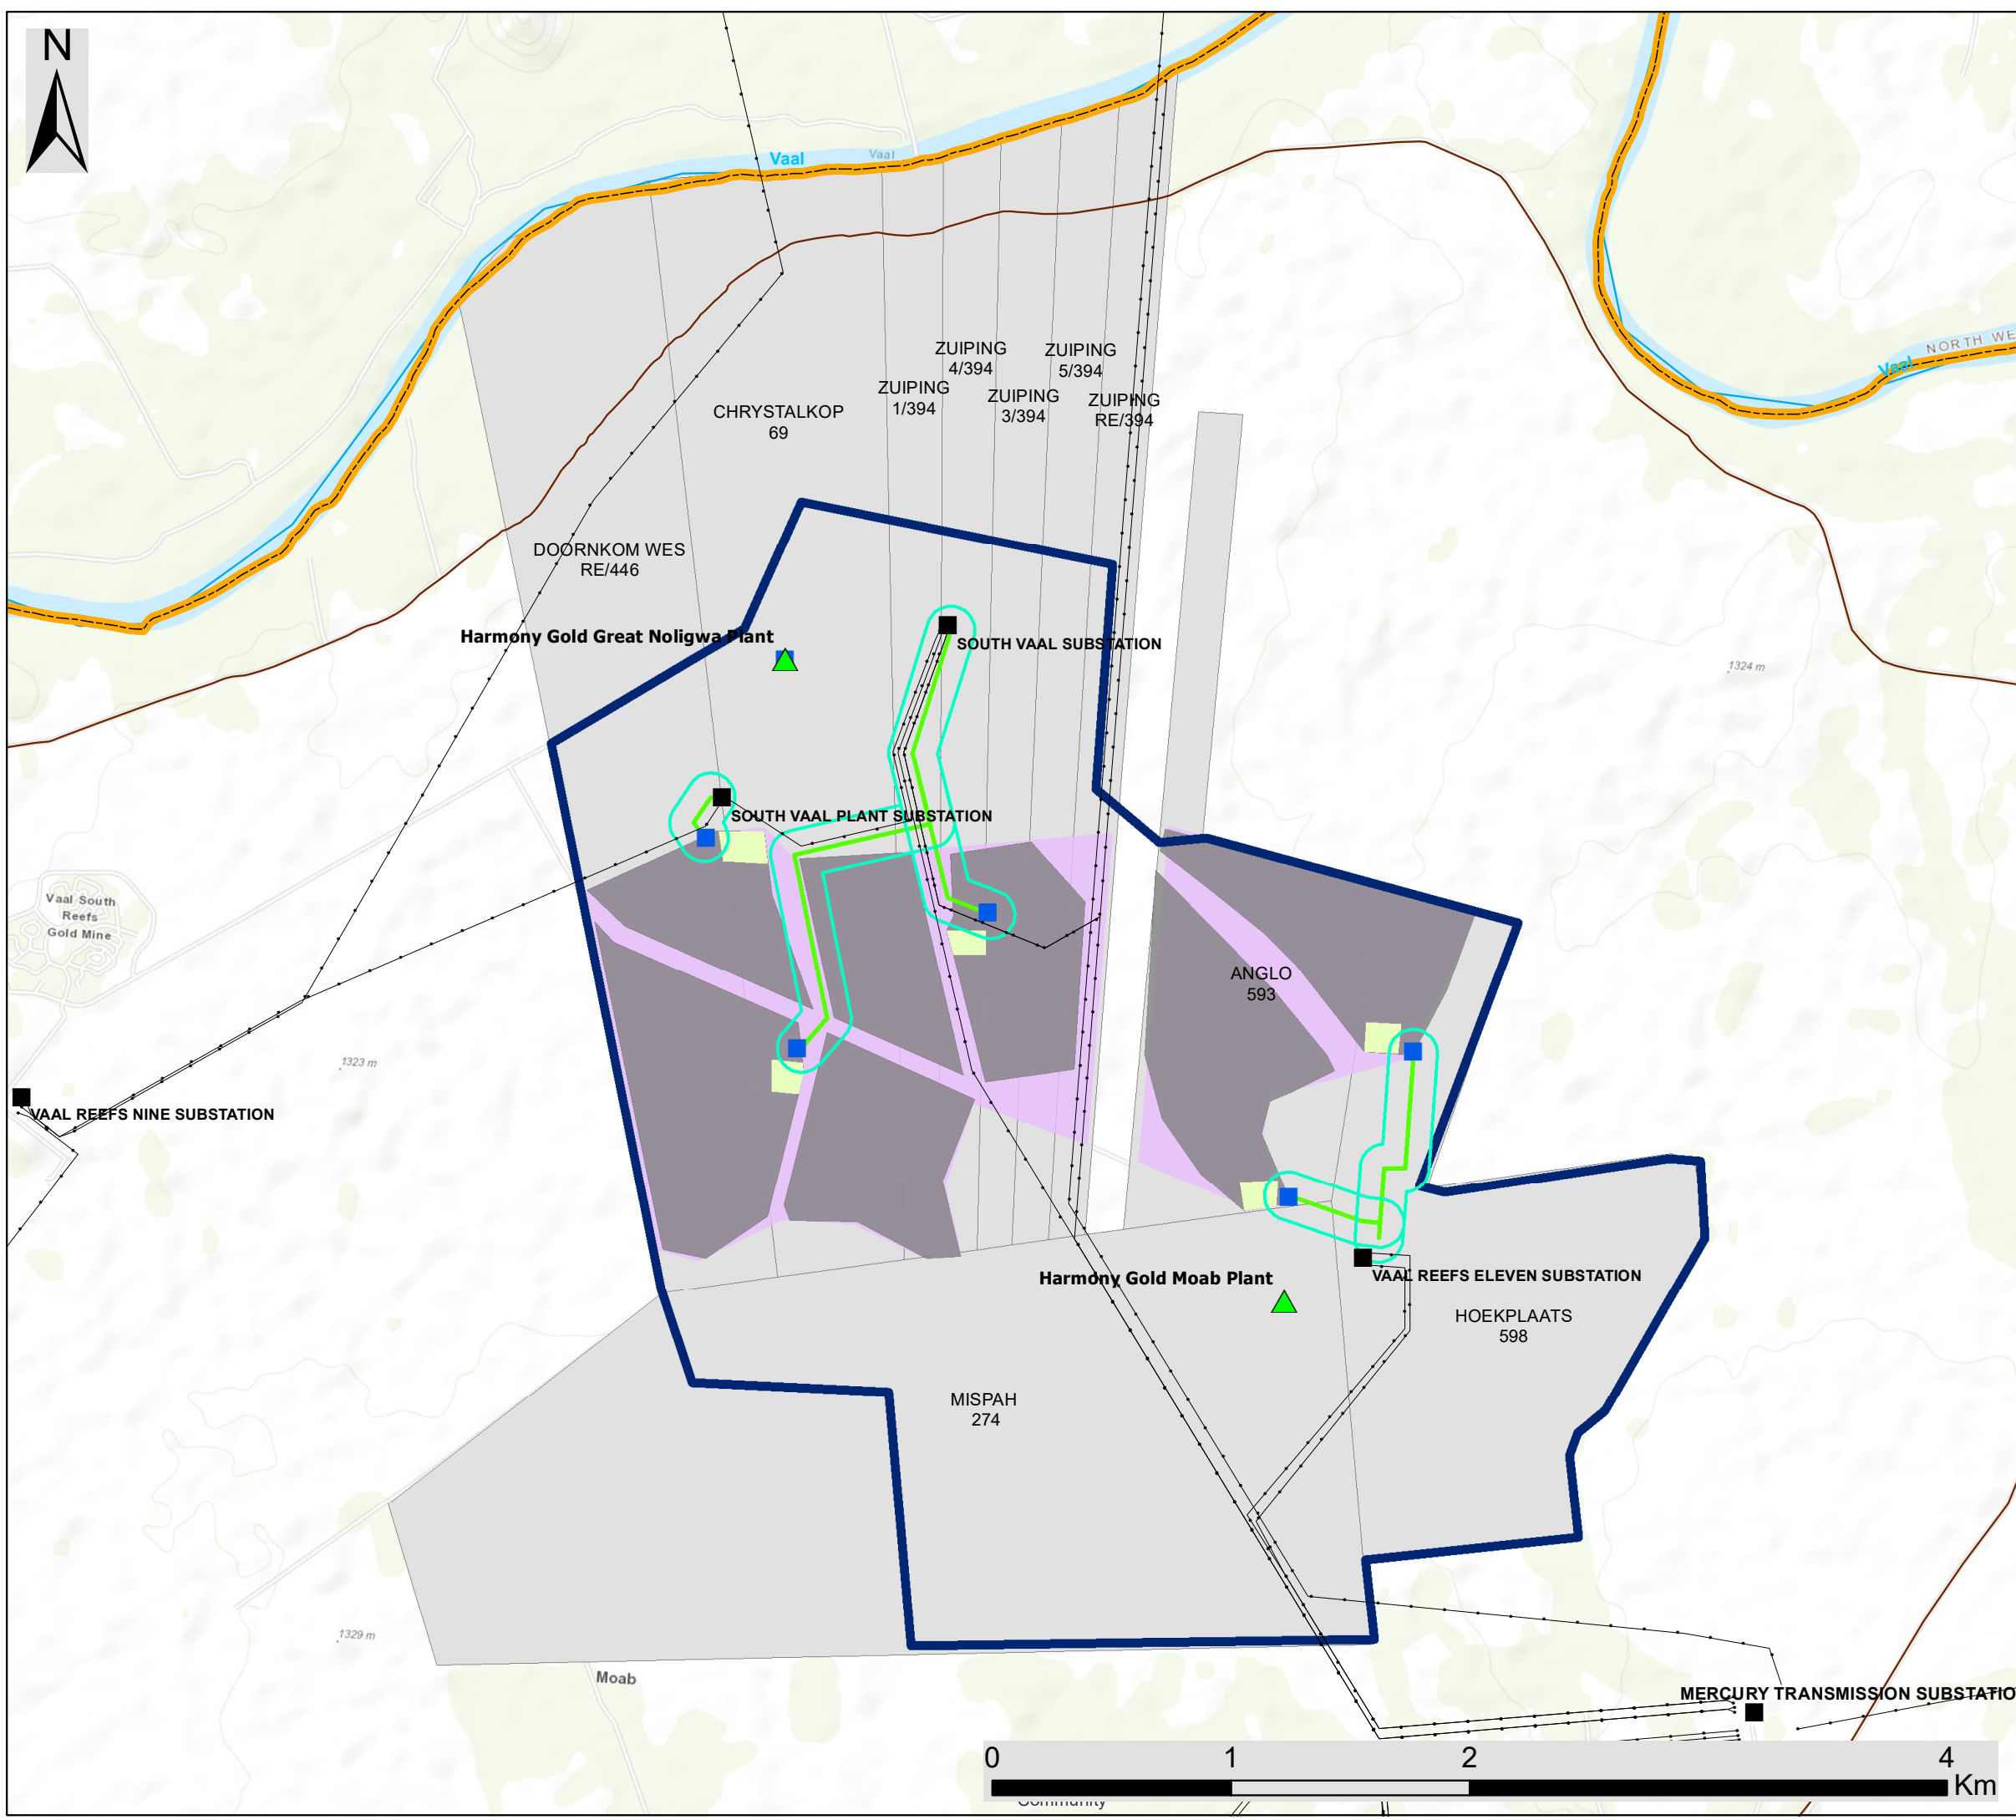 N
Vaal
Vaal
NORTH WE
Vaal
ZUIPING
4/394
ZUIPING
5/394
ZUIPING
1/394
ZUIPING
3/394
ZUIPING
RE/394
CHRYSTALKOP
69
DOORNKOM WES
RE/446
Harmony Gold Great Noligwa Plant
SOUTH VAAL SUBSTATION
1324 m
SOUTH VAAL PLANT SUBSTATION
Vaal South
Reefs
Gold Mine
ANGLO
593
1323 m
VAAL REEFS NINE SUBSTATION
Harmony Gold Moab Plant
VAAL REEFS ELEVEN SUBSTATION
HOEKPLAATS
598
MISPAH
274
1329 m
Moab
MERCURY TRANSMISSION SUBSTATIO
0 1 2 4
Km
Community